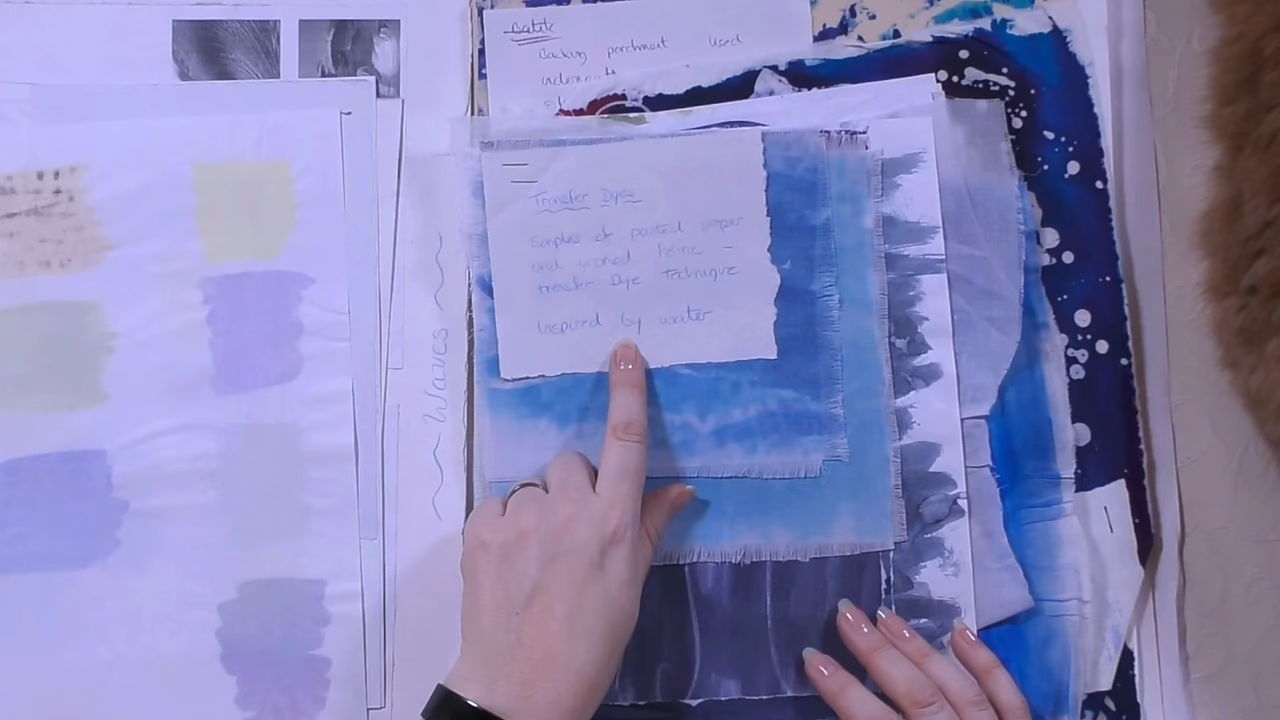 Batik
Backing parchment used
Transfer Dye
Samples of painted paper
and ironed fabric –
transfer Dye Technique
Inspired by water
~ Waves ~